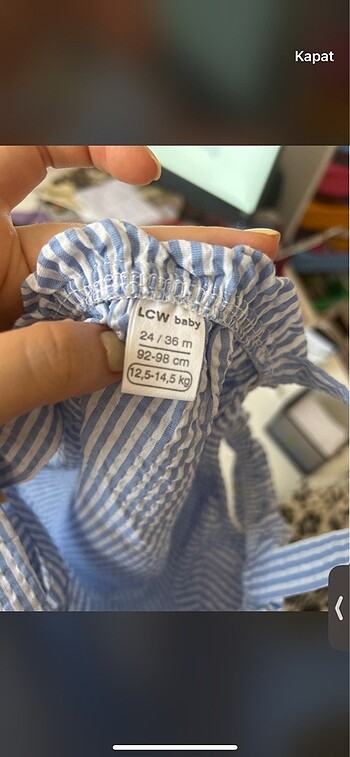 Kapat
LCW baby
24 / 36 m
92-98 cm
12,5-14,5 kg